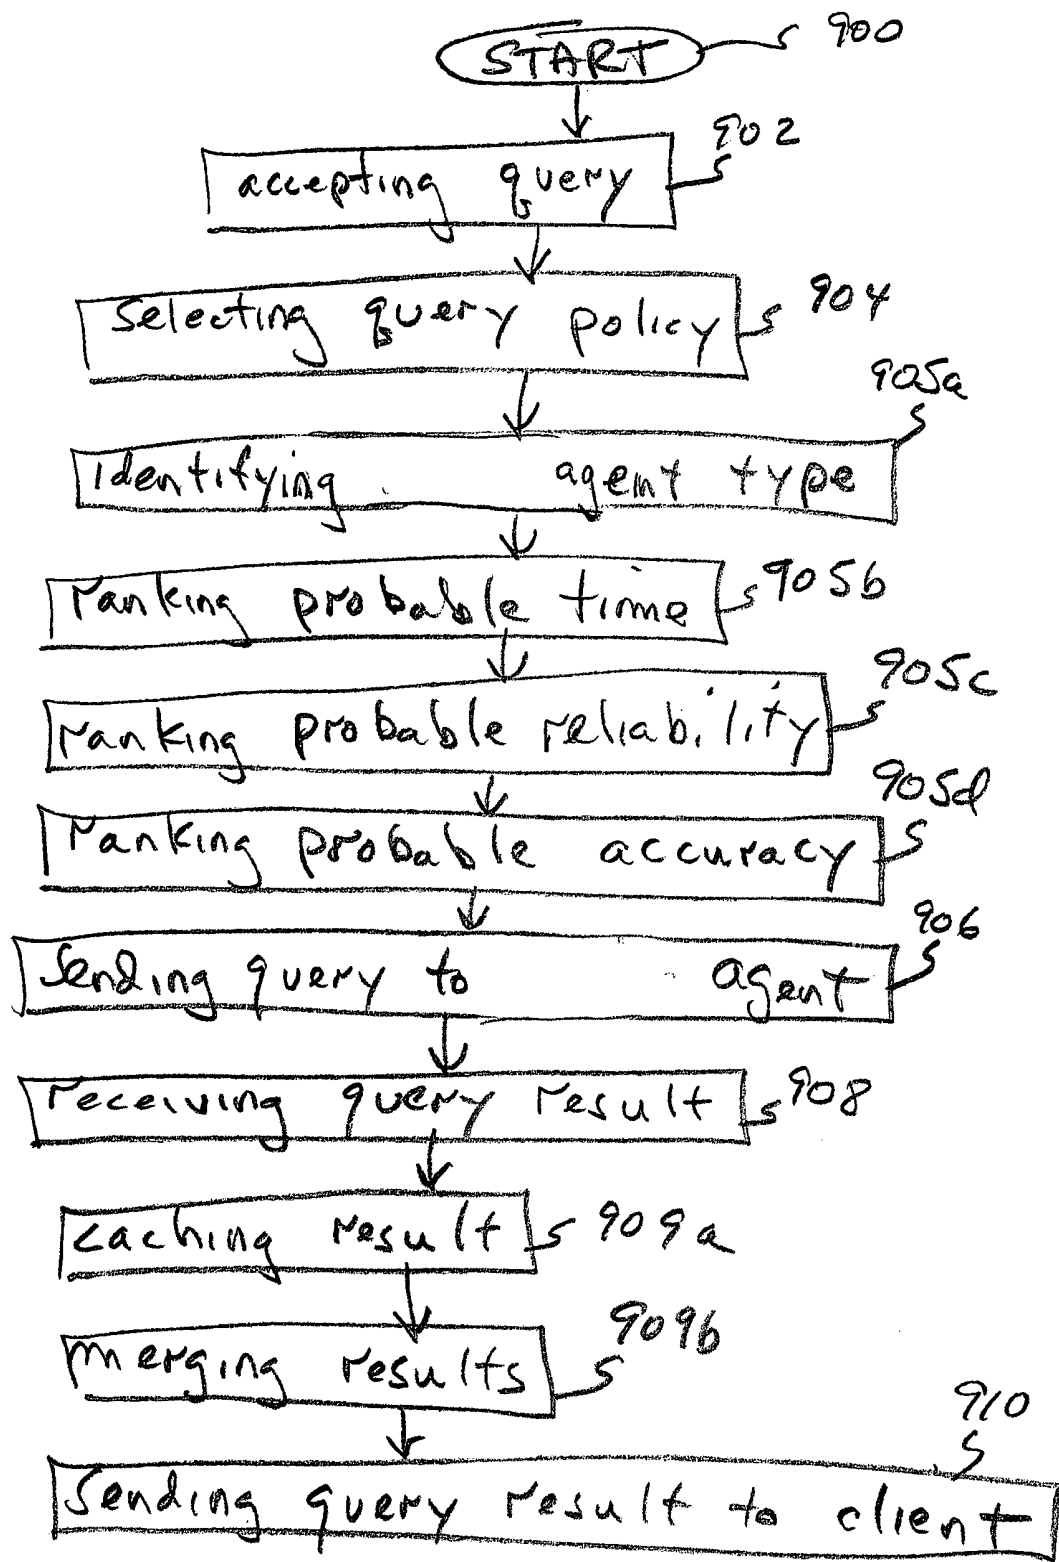 START 900
accepting query 902
selecting query policy 904
905a
identifying agent type
ranking probable time 905b
905c
ranking probable reliability
905d
ranking probable accuracy
906
sending query to agent
receiving query result 908
caching result 909a
909b
merging results
910
sending query result to client